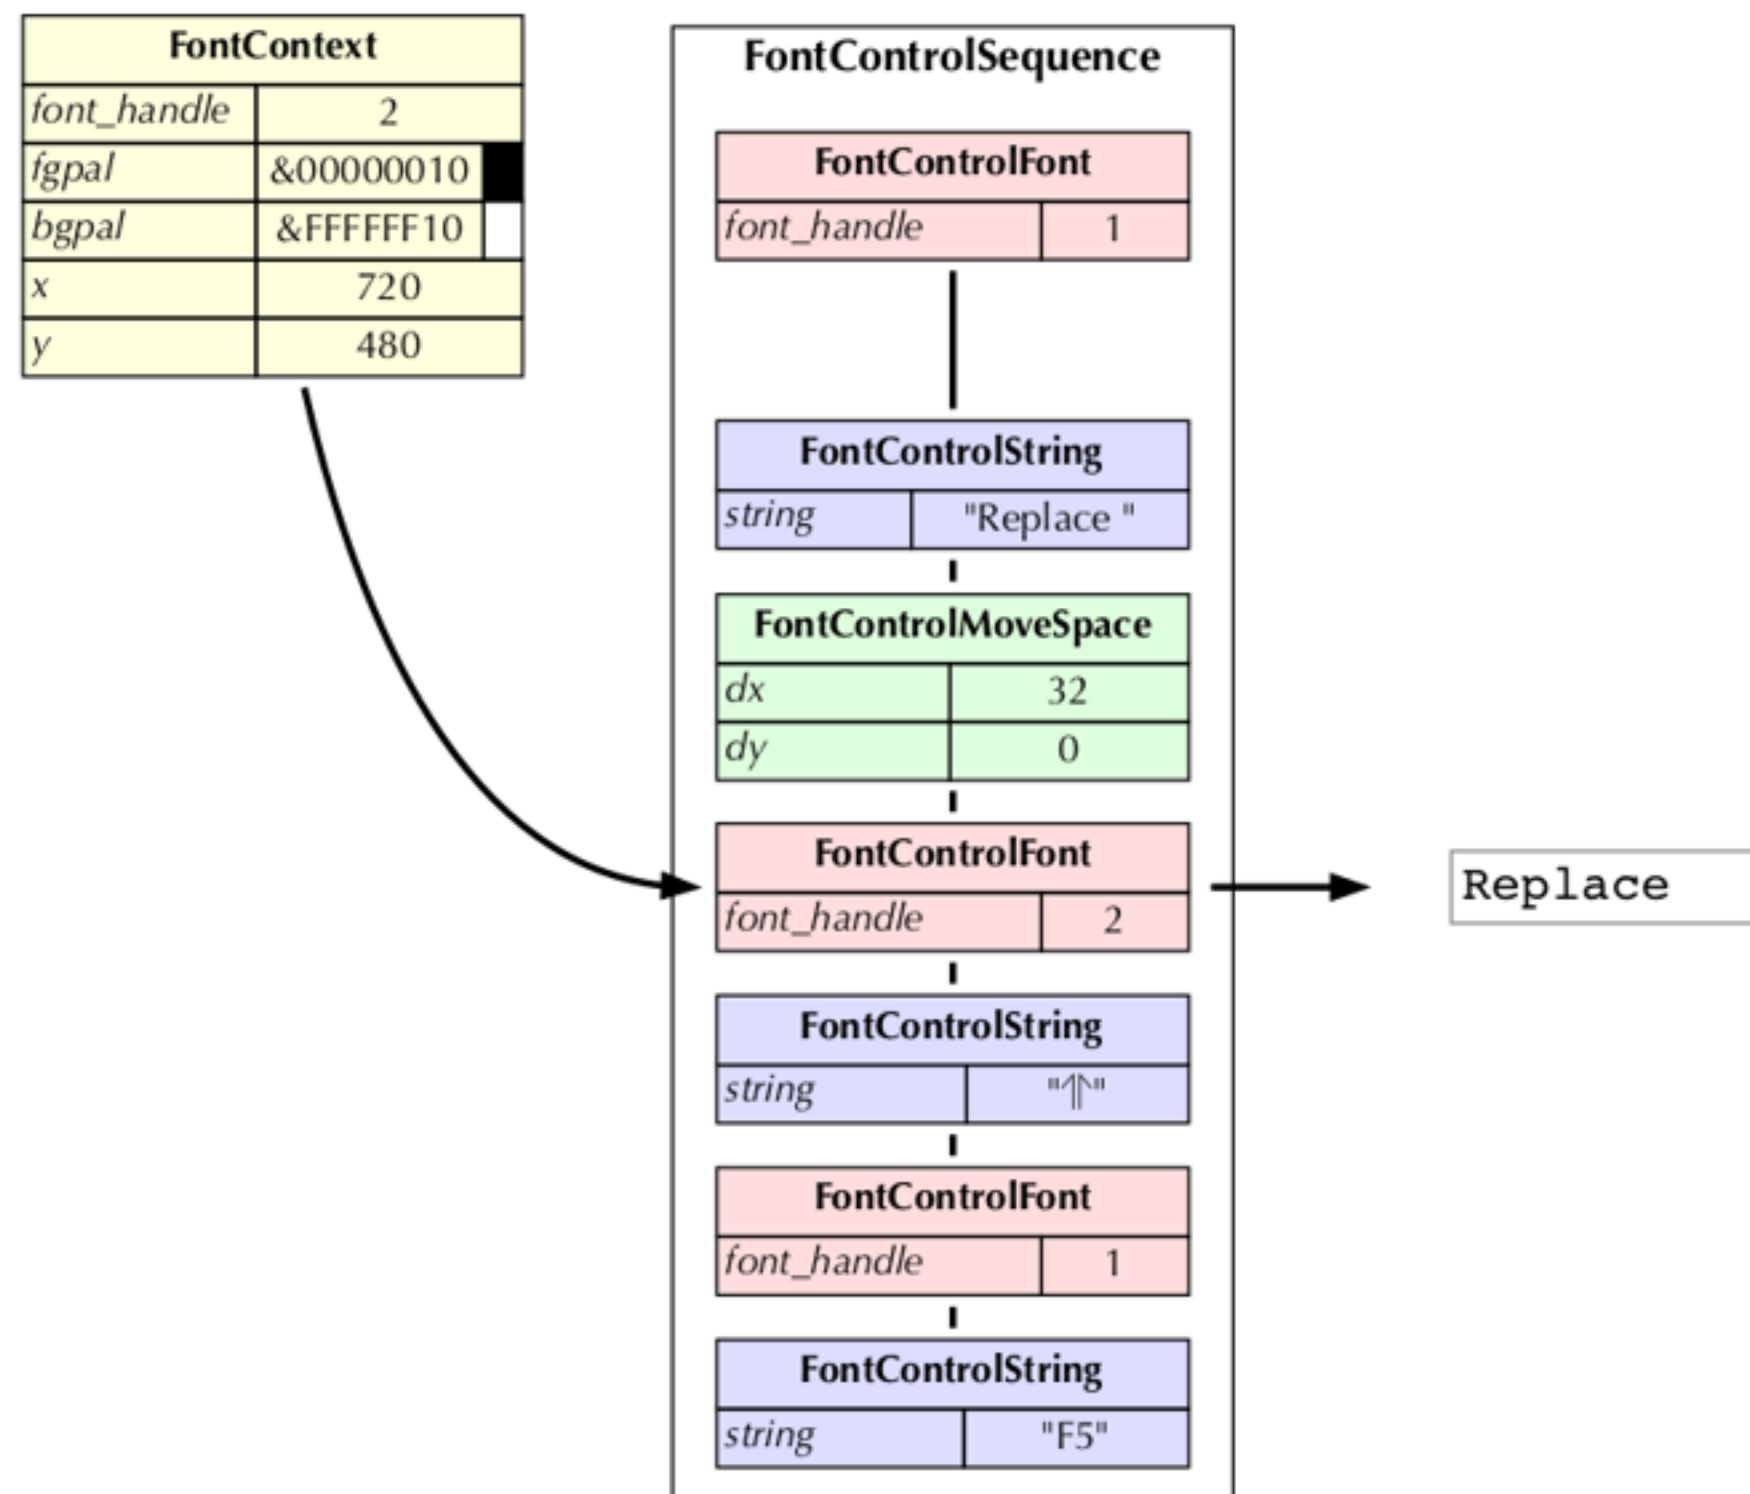 FontContext
font_handle 2
fgpal &00000010
bgpal &FFFFFF10
x 720
y 480
FontControlSequence
FontControlFont
font_handle 1
FontControlString
string "Replace "
FontControlMoveSpace
dx 32
dy 0
FontControlFont
font_handle 2
Replace
FontControlString
string "⥣"
FontControlFont
font_handle 1
FontControlString
string "F5"